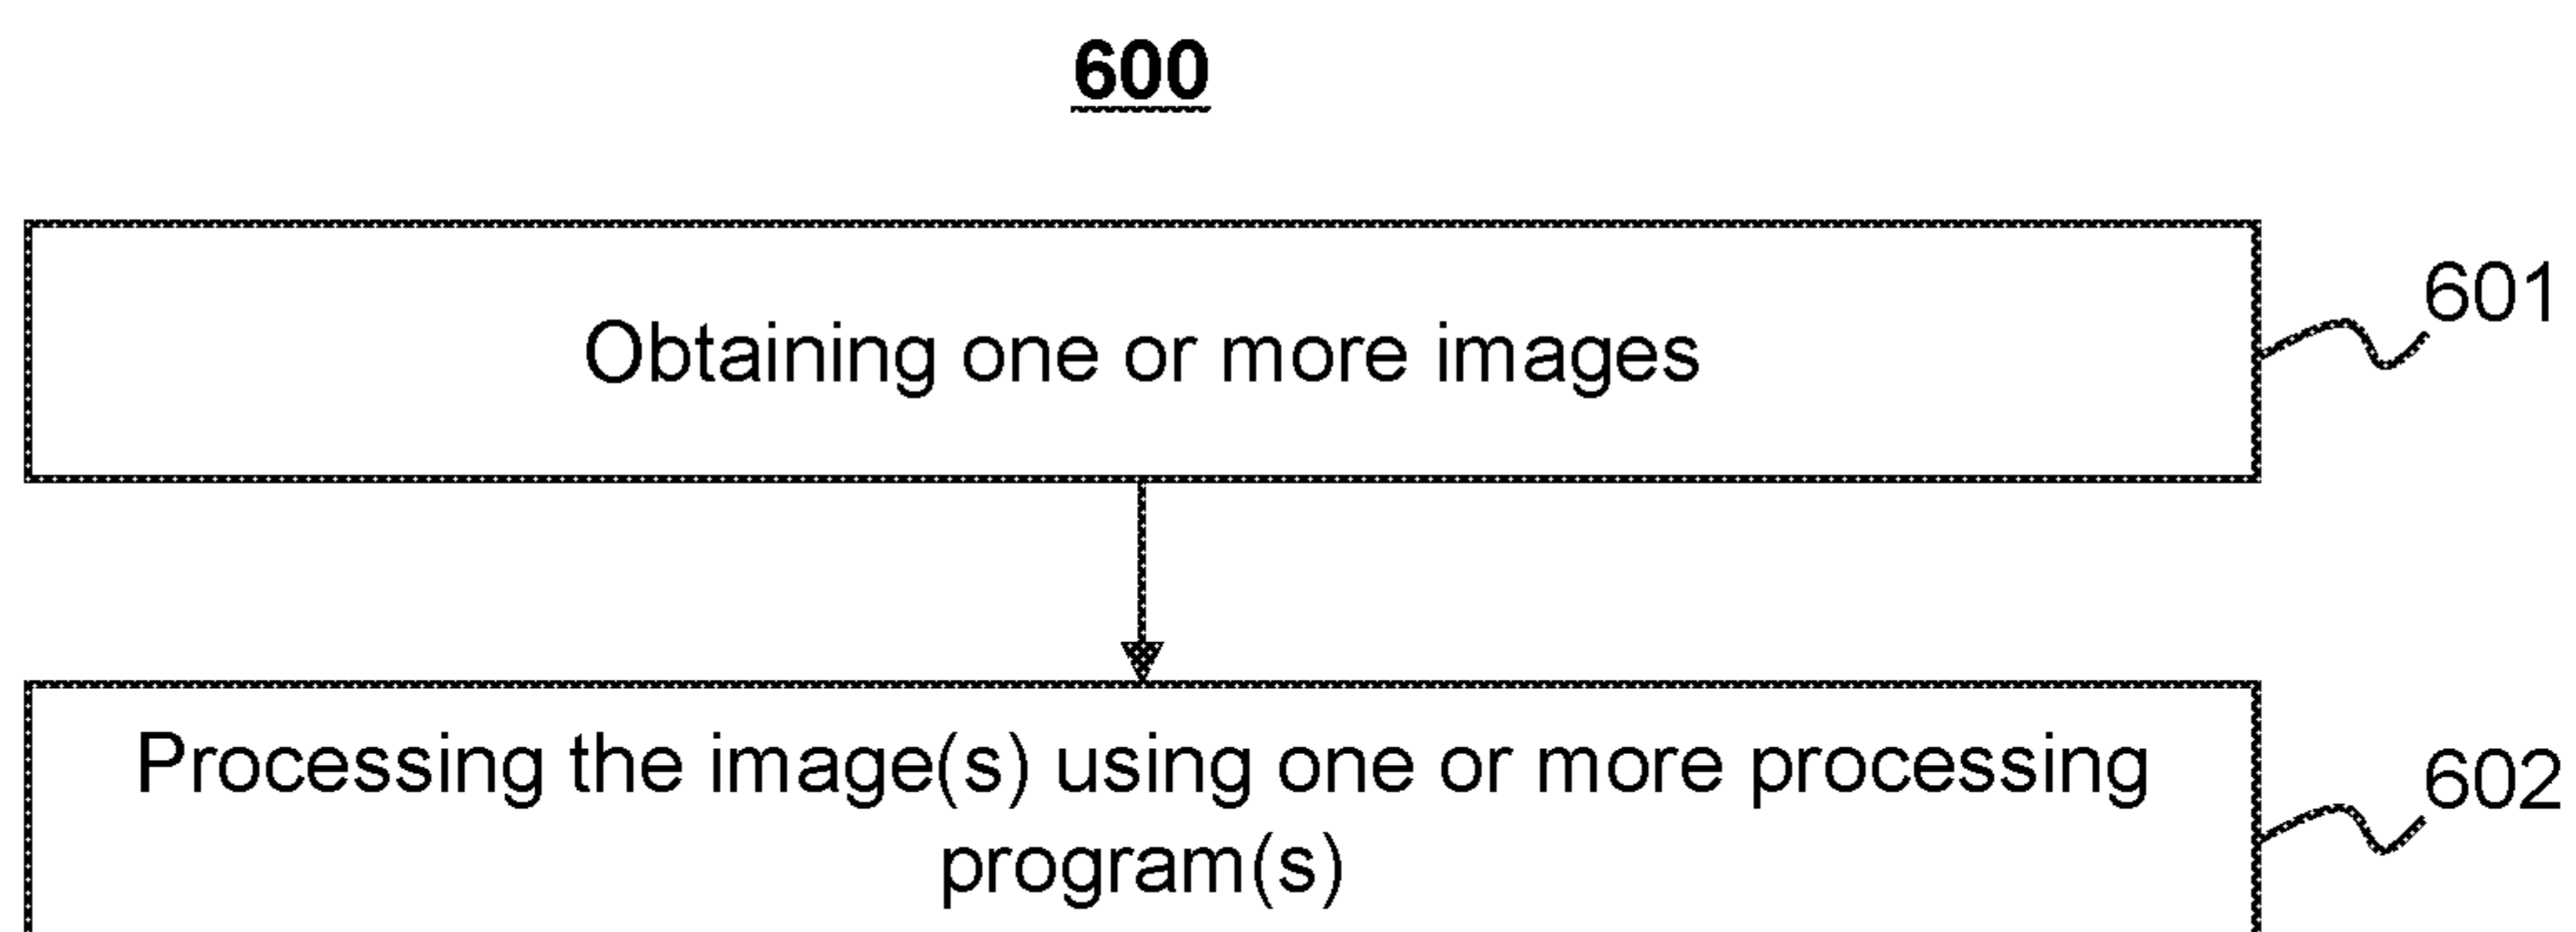 600
Obtaining one or more images
601
Processing the image(s) using one or more processing
program(s)
602